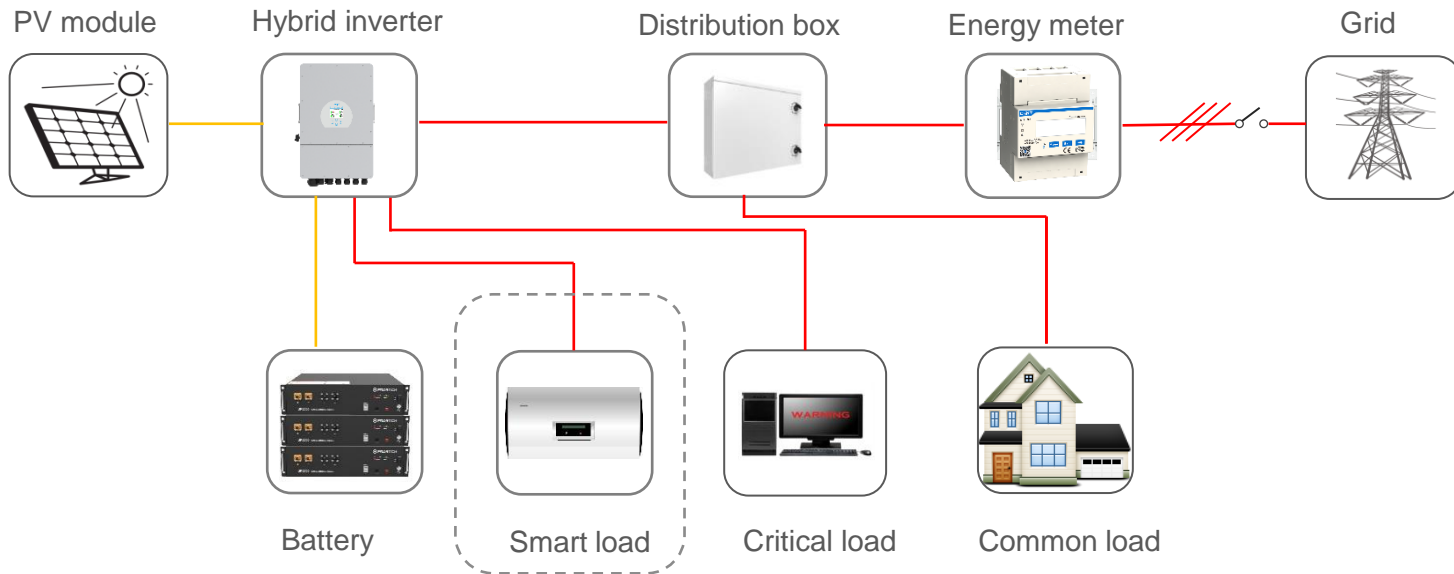 PV module
Hybrid inverter
Distribution box
Energy meter
Grid
WARNING
Battery
Smart load
Critical load
Common load